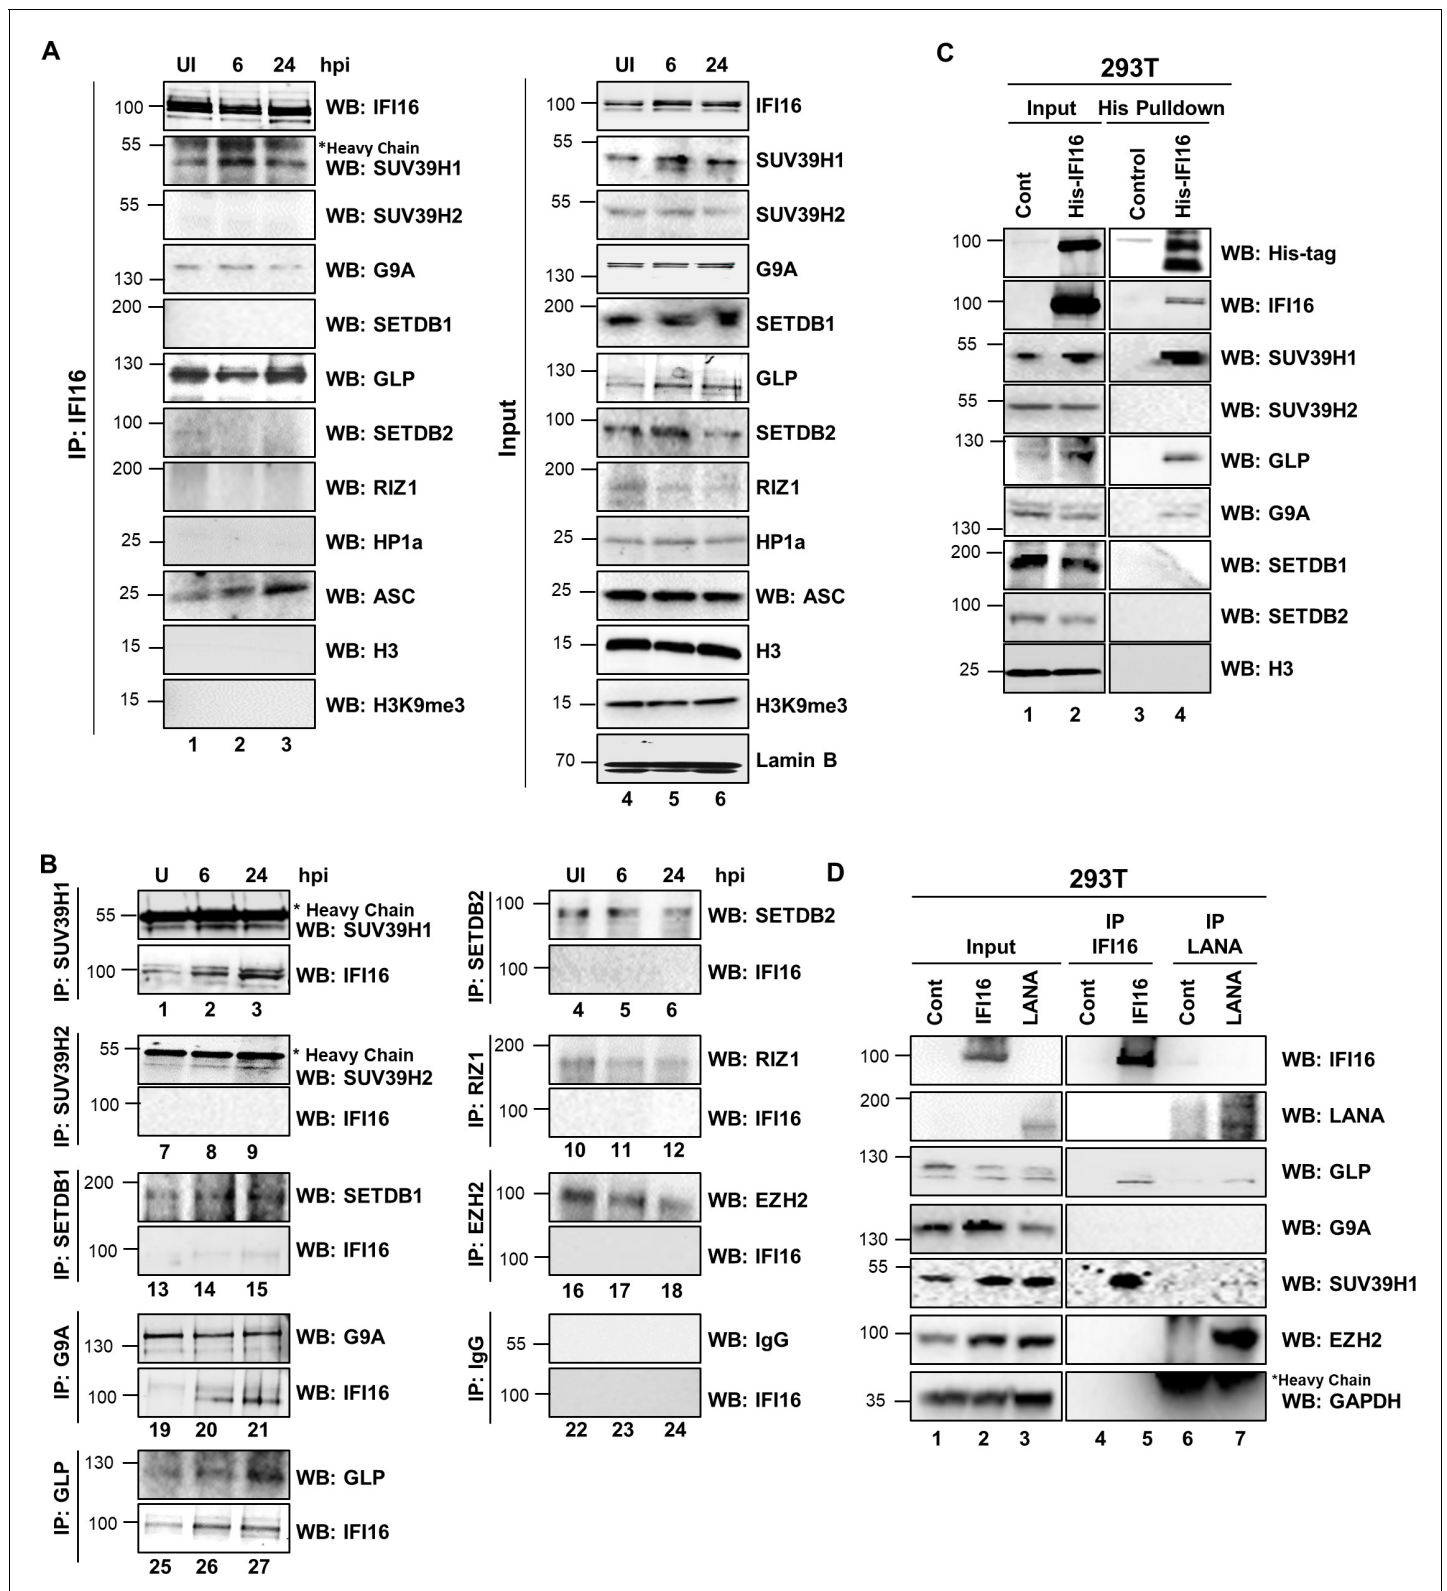 A
UI 6 24 hpi
IP: IFI16
100 WB: IFI16
55 *Heavy Chain
WB: SUV39H1
55 WB: SUV39H2
130 WB: G9A
200 WB: SETDB1
130 WB: GLP
100 WB: SETDB2
200 WB: RIZ1
25 WB: HP1a
25 WB: ASC
15 WB: H3
15 WB: H3K9me3
1 2 3
UI 6 24
Input
100 IFI16
55 SUV39H1
55 SUV39H2
130 G9A
200 SETDB1
130 GLP
100 SETDB2
200 RIZ1
25 HP1a
25 WB: ASC
15 H3
15 H3K9me3
70 Lamin B
4 5 6
C
293T
Input His Pulldown
Cont His-IFI16 Control His-IFI16
100 WB: His-tag
100 WB: IFI16
55 WB: SUV39H1
55 WB: SUV39H2
130 WB: GLP
130 WB: G9A
200 WB: SETDB1
100 WB: SETDB2
25 WB: H3
1 2 3 4
B
U 6 24 hpi
IP: SUV39H1
55 * Heavy Chain
WB: SUV39H1
100 WB: IFI16
1 2 3
IP: SUV39H2
55 * Heavy Chain
WB: SUV39H2
100 WB: IFI16
7 8 9
IP: SETDB1
200 WB: SETDB1
100 WB: IFI16
13 14 15
IP: G9A
130 WB: G9A
100 WB: IFI16
19 20 21
IP: GLP
130 WB: GLP
100 WB: IFI16
25 26 27
UI 6 24 hpi
IP: SETDB2
100 WB: SETDB2
100 WB: IFI16
4 5 6
IP: RIZ1
200 WB: RIZ1
100 WB: IFI16
10 11 12
IP: EZH2
100 WB: EZH2
100 WB: IFI16
16 17 18
IP: IgG
55 WB: IgG
100 WB: IFI16
22 23 24
D
293T
Input IP IFI16 IP LANA
Cont IFI16 LANA Cont IFI16 Cont LANA
100 WB: IFI16
200 WB: LANA
130 WB: GLP
130 WB: G9A
55 WB: SUV39H1
100 WB: EZH2
*Heavy Chain
35 WB: GAPDH
1 2 3 4 5 6 7